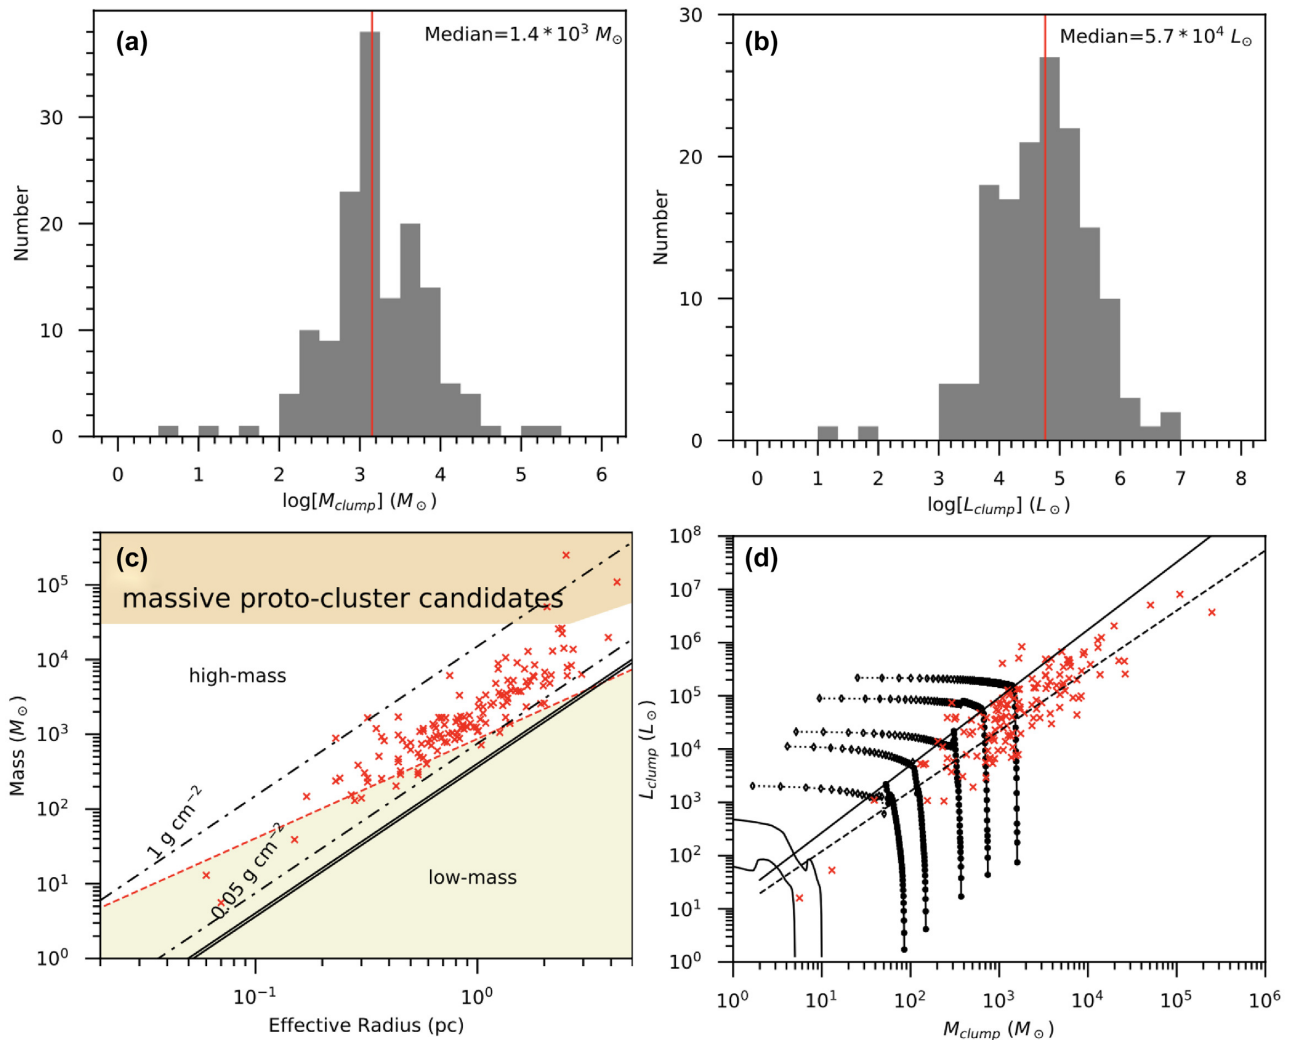 (a)
Median=1.4 * 10³ M⊙
Number
30
20
10
0
0 1 2 3 4 5 6
log[M_clump] (M⊙)
(b)
Median=5.7 * 10⁴ L⊙
Number
30
20
10
0
0 1 2 3 4 5 6 7 8
log[L_clump] (L⊙)
(c)
massive proto-cluster candidates
high-mass
1 g cm⁻²
0.05 g cm⁻²
low-mass
Mass (M⊙)
10⁵
10⁴
10³
10²
10¹
10⁰
10⁻¹ 10⁰
Effective Radius (pc)
(d)
L_clump (L⊙)
10⁸
10⁷
10⁶
10⁵
10⁴
10³
10²
10¹
10⁰
10⁰ 10¹ 10² 10³ 10⁴ 10⁵ 10⁶
M_clump (M⊙)